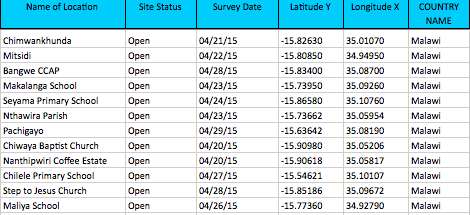 Name of Location Site Status Survey Date Latitude Y Longitude X COUNTRY NAME
Chimwankhunda Open 04/21/15 -15.82630 35.01070 Malawi
Mitsidi Open 04/22/15 -15.80850 34.94950 Malawi
Bangwe CCAP Open 04/28/15 -15.83400 35.08700 Malawi
Makalanga School Open 04/23/15 -15.73950 35.09260 Malawi
Seyama Primary School Open 04/24/15 -15.86580 35.10760 Malawi
Nthawira Parish Open 04/23/15 -15.73662 35.05954 Malawi
Pachigayo Open 04/29/15 -15.63642 35.08190 Malawi
Chiwaya Baptist Church Open 04/20/15 -15.90980 35.05206 Malawi
Nanthipwiri Coffee Estate Open 04/20/15 -15.90618 35.05817 Malawi
Chilele Primary School Open 04/27/15 -15.54621 35.10107 Malawi
Step to Jesus Church Open 04/28/15 -15.85186 35.09672 Malawi
Maliya School Open 04/26/15 -15.77360 34.92790 Malawi